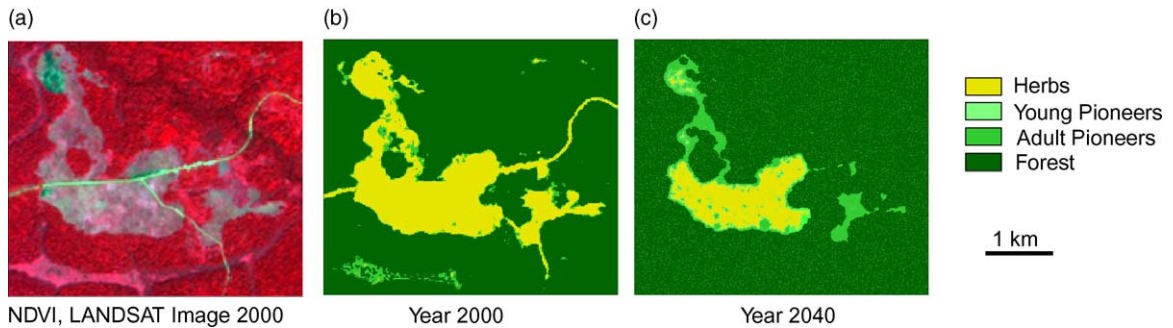 (a)
(b)
(c)
Herbs
Young Pioneers
Adult Pioneers
Forest
1 km
NDVI, LANDSAT Image 2000
Year 2000
Year 2040